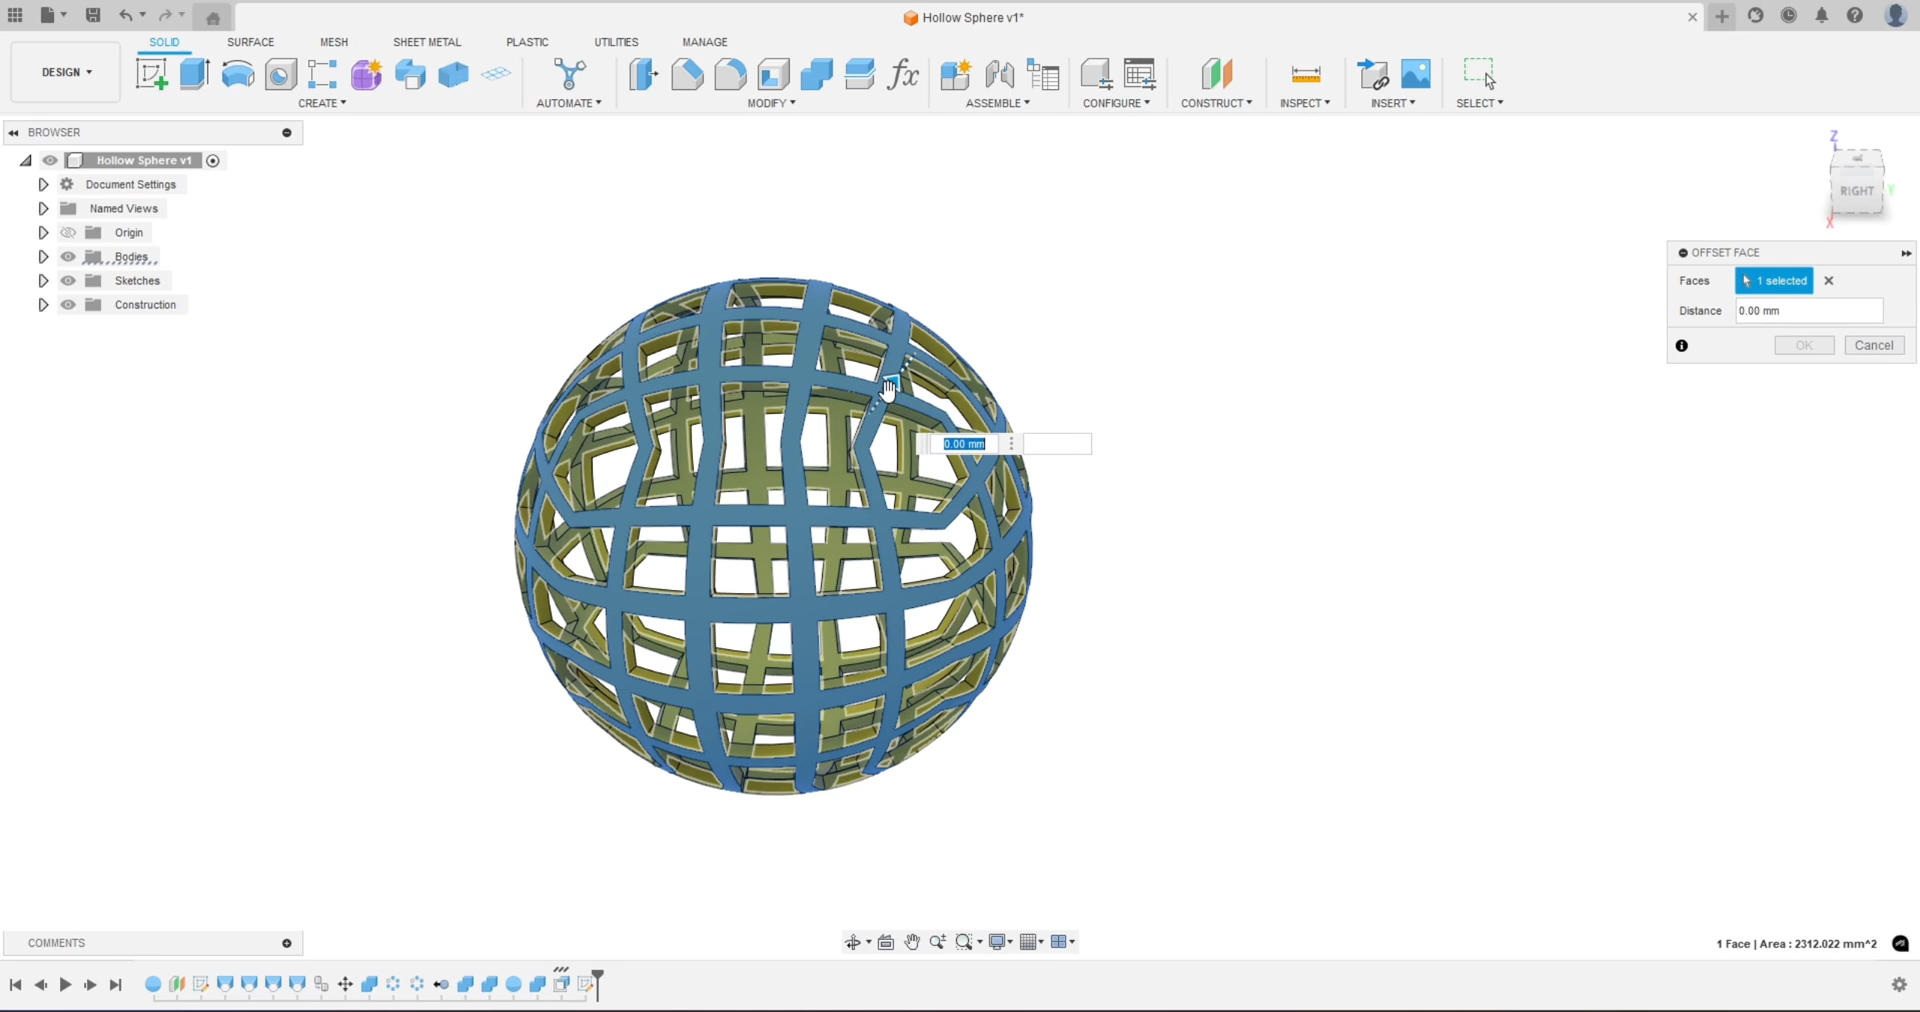 Hollow Sphere v1*
SOLID SURFACE MESH SHEET METAL PLASTIC UTILITIES MANAGE
DESIGN
fx
CREATE AUTOMATE MODIFY ASSEMBLE CONFIGURE CONSTRUCT INSPECT INSERT SELECT
BROWSER
Hollow Sphere v1
Document Settings
Named Views
Origin
Bodies
Sketches
Construction
Z
RIGHT
Y
X
OFFSET FACE
Faces 1 selected
Distance 0.00 mm
OK Cancel
0.00 mm
COMMENTS
1 Face | Area : 2312.022 mm^2